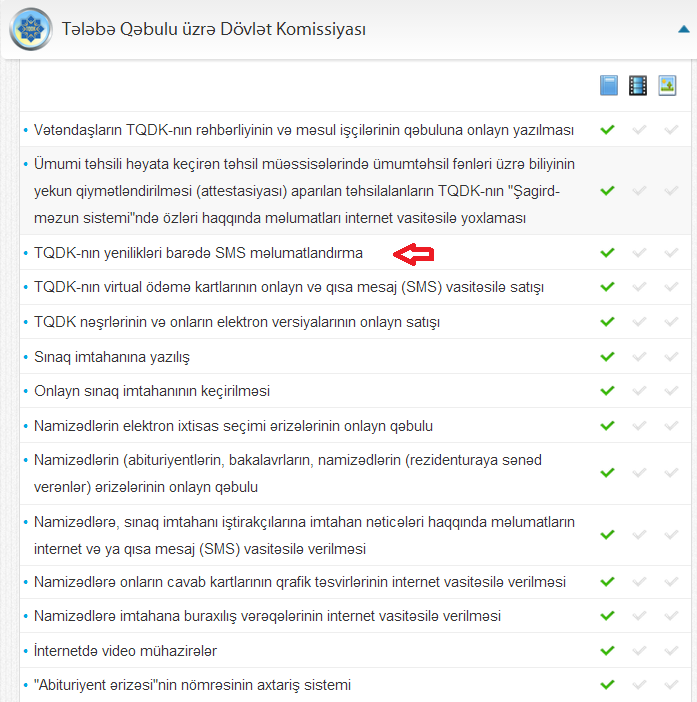 Tələbə Qəbulu üzrə Dövlət Komissiyası
Vətəndaşların TQDK-nın rəhbərliyinin və məsul işçilərinin qəbuluna onlayn yazılması
Ümumi təhsili həyata keçirən təhsil müəssisələrində ümumtəhsil fənləri üzrə biliyinin
yekun qiymətləndirilməsi (attestasiyası) aparılan təhsilalanların TQDK-nın "Şagird-
məzun sistemi"ndə özləri haqqında məlumatları internet vasitəsilə yoxlaması
TQDK-nın yenilikləri barədə SMS məlumatlandırma
TQDK-nın virtual ödəmə kartlarının onlayn və qısa mesaj (SMS) vasitəsilə satışı
TQDK nəşrlərinin və onların elektron versiyalarının onlayn satışı
Sınaq imtahanına yazılış
Onlayn sınaq imtahanının keçirilməsi
Namizədlərin elektron ixtisas seçimi ərizələrinin onlayn qəbulu
Namizədlərin (abituriyentlərin, bakalavrların, namizədlərin (rezidenturaya sənəd
verənlər) ərizələrinin onlayn qəbulu
Namizədlərə, sınaq imtahanı iştirakçılarına imtahan nəticələri haqqında məlumatların
internet və ya qısa mesaj (SMS) vasitəsilə verilməsi
Namizədlərə onların cavab kartlarının qrafik təsvirlərinin internet vasitəsilə verilməsi
Namizədlərə imtahana buraxılış vərəqələrinin internet vasitəsilə verilməsi
İnternetdə video mühazirələr
"Abituriyent ərizəsi"nin nömrəsinin axtariş sistemi